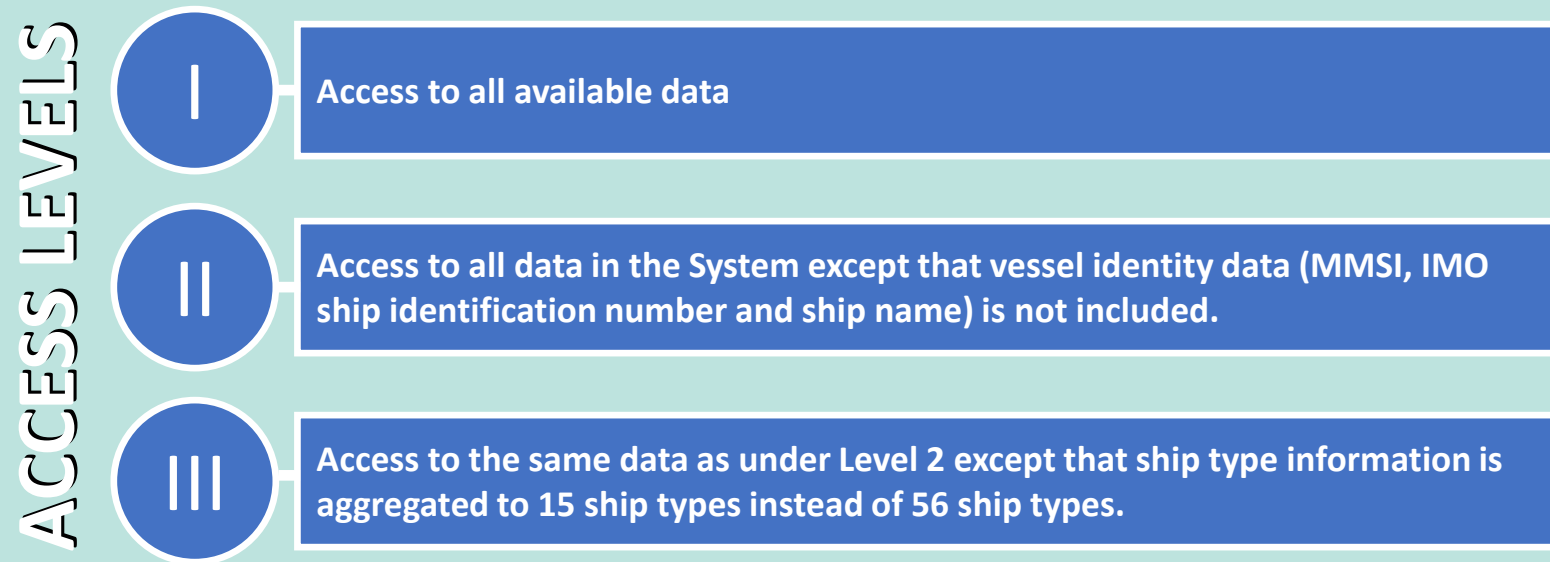 ACCESS LEVELS
I
Access to all available data
II
Access to all data in the System except that vessel identity data (MMSI, IMO
ship identification number and ship name) is not included.
III
Access to the same data as under Level 2 except that ship type information is
aggregated to 15 ship types instead of 56 ship types.